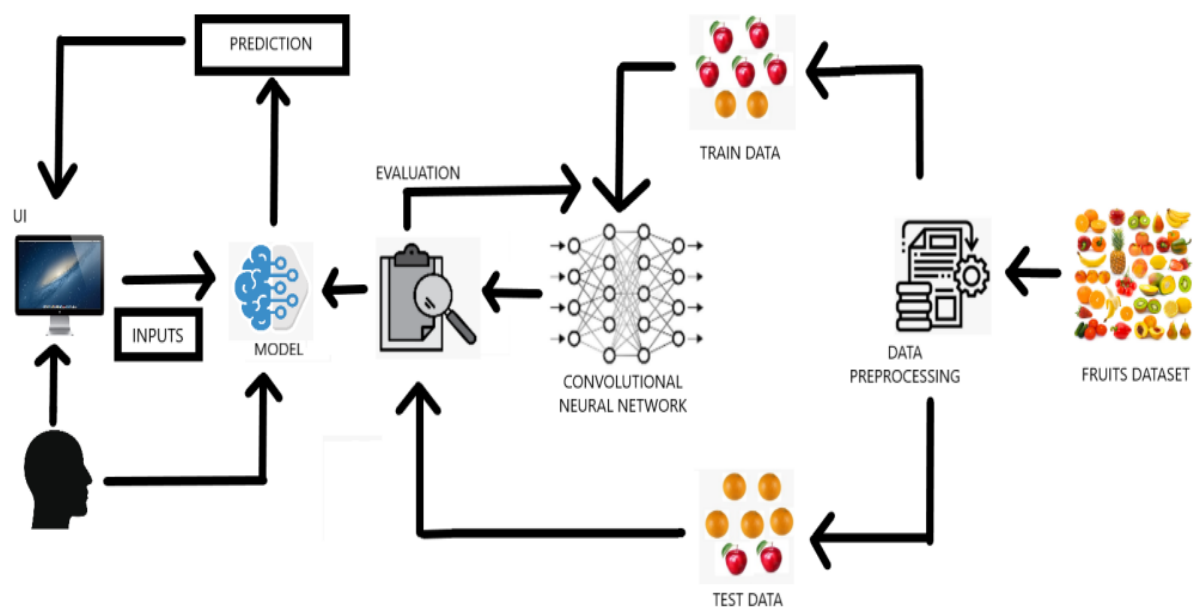 PREDICTION
TRAIN DATA
EVALUATION
UI
INPUTS
MODEL
CONVOLUTIONAL
NEURAL NETWORK
DATA
PREPROCESSING
FRUITS DATASET
TEST DATA